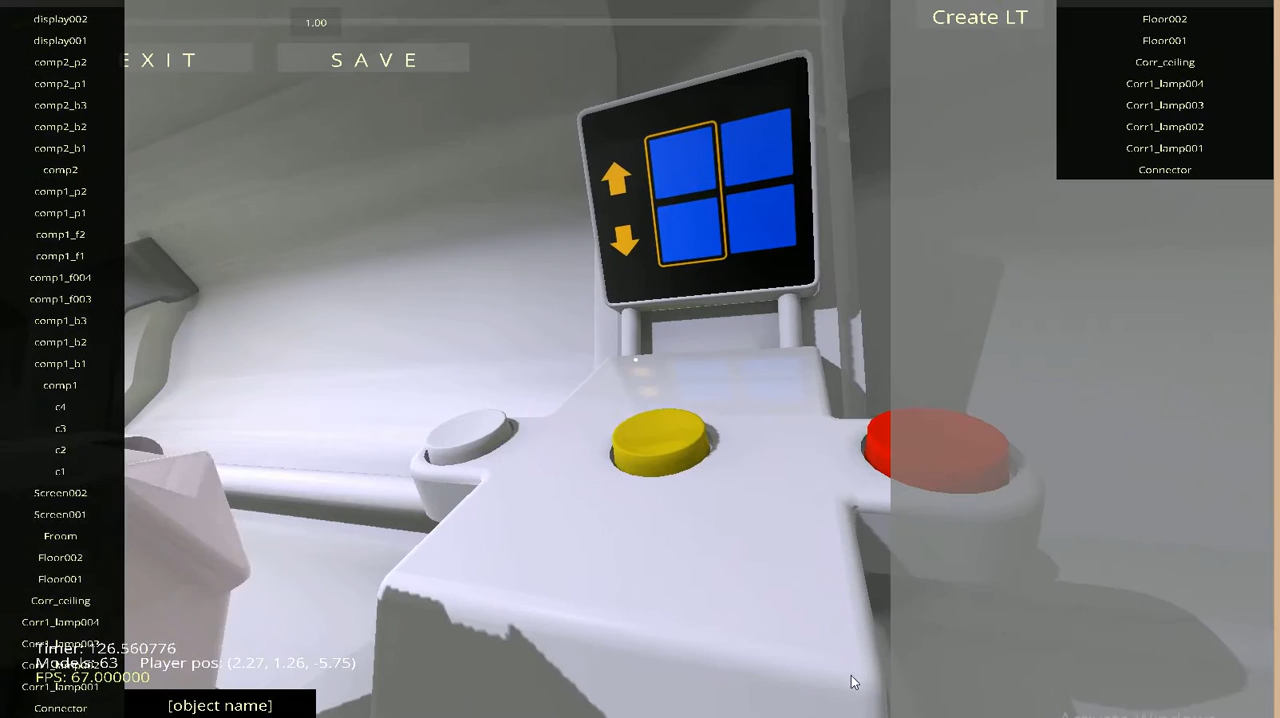 display002
display001
comp2_p2
comp2_p1
comp2_b3
comp2_b2
comp2_b1
comp2
comp1_p2
comp1_p1
comp1_f2
comp1_f1
comp1_f004
comp1_f003
comp1_b3
comp1_b2
comp1_b1
comp1
c4
c3
c2
c1
Screen002
Screen001
Froom
Floor002
Floor001
Corr_ceiling
Corr1_lamp004
Corr1_lamp003
Corr1_lamp001
Connector
1.00
EXIT
SAVE
Timer: 126.560776
Models: 63 Player pos: (2.27, 1.26, -5.75)
FPS: 67.000000
[object name]
Create LT
Floor002
Floor001
Corr_ceiling
Corr1_lamp004
Corr1_lamp003
Corr1_lamp002
Corr1_lamp001
Connector